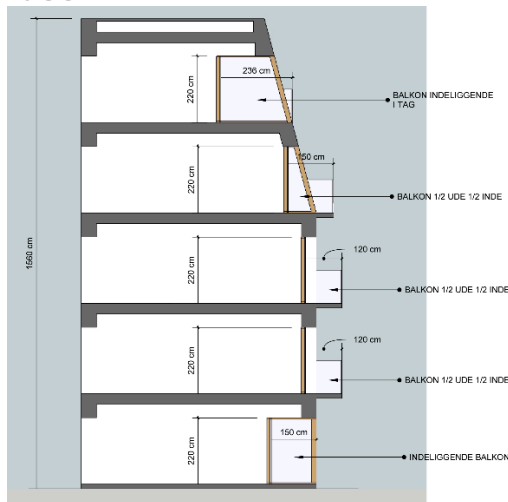 236 cm
220 cm
BALKON INDELIGGENDE
I TAG
150 cm
220 cm
BALKON 1/2 UDE 1/2 INDE
1560 cm
120 cm
220 cm
BALKON 1/2 UDE 1/2 INDE
120 cm
220 cm
BALKON 1/2 UDE 1/2 INDE
150 cm
220 cm
INDELIGGENDE BALKON